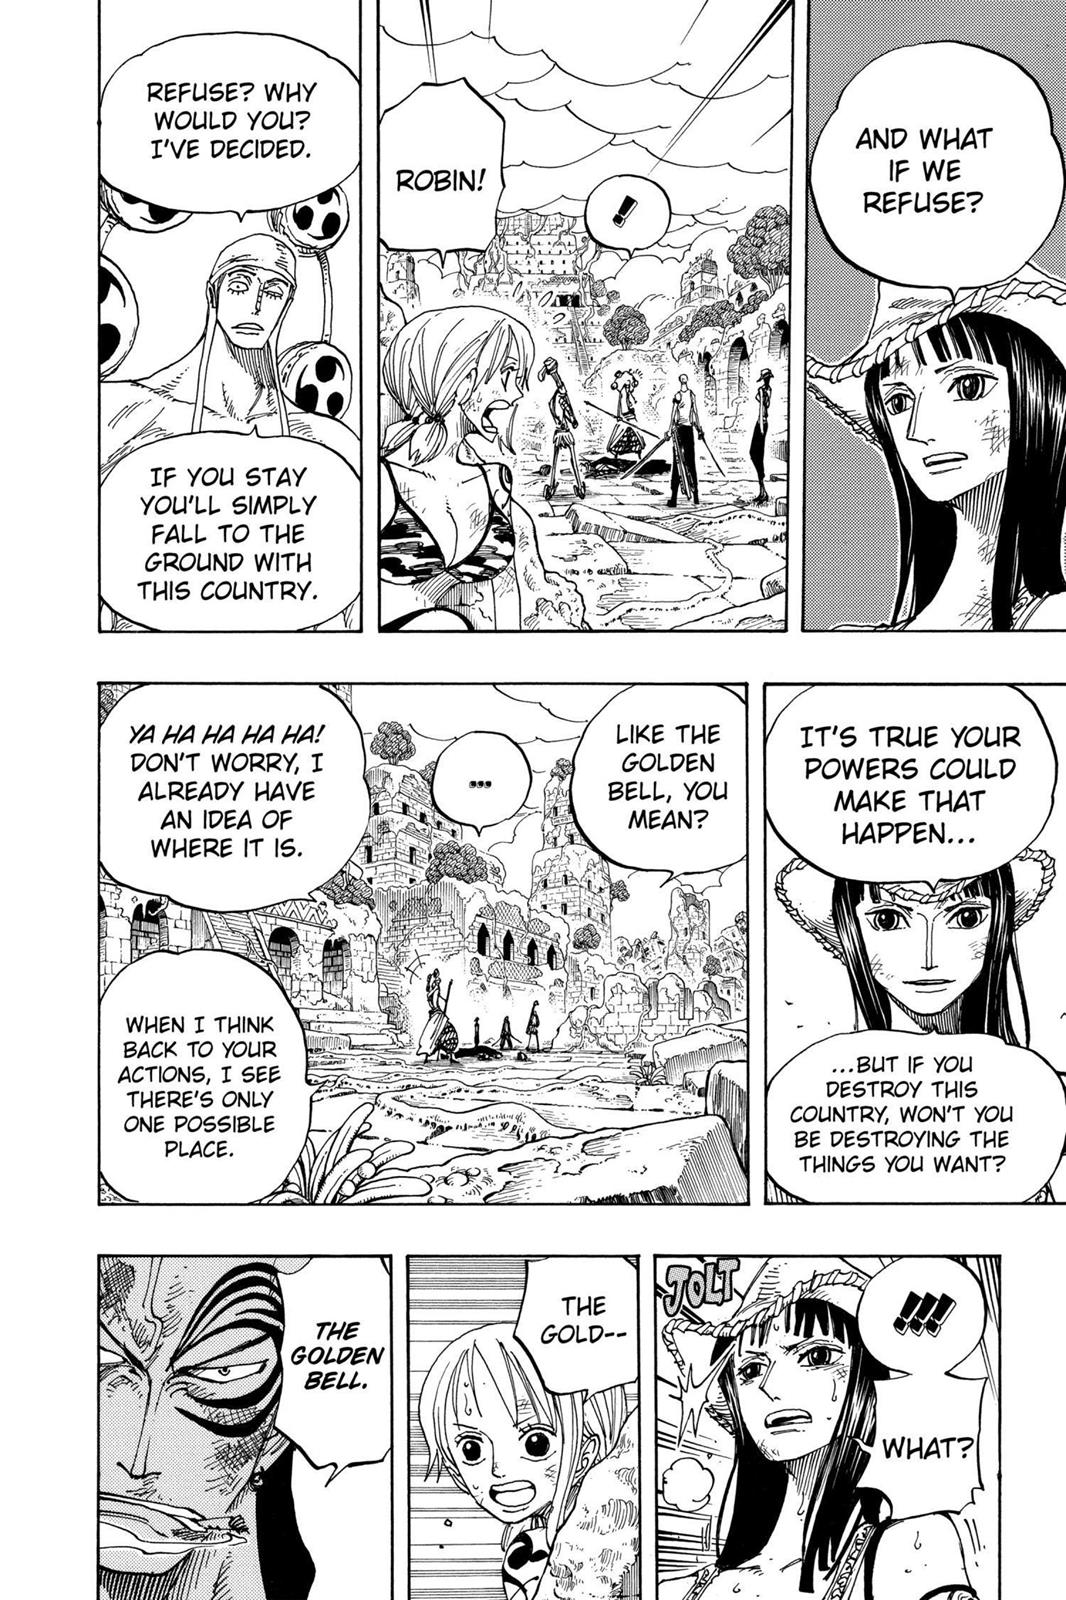 AND WHAT
IF WE
REFUSE?
!
ROBIN!
REFUSE? WHY
WOULD YOU?
I'VE DECIDED.
IF YOU STAY
YOU'LL SIMPLY
FALL TO THE
GROUND WITH
THIS COUNTRY.
IT'S TRUE YOUR
POWERS COULD
MAKE THAT
HAPPEN...
...BUT IF YOU
DESTROY THIS
COUNTRY, WON'T YOU
BE DESTROYING THE
THINGS YOU WANT?
LIKE THE
GOLDEN
BELL, YOU
MEAN?
...
YA HA HA HA HA!
DON'T WORRY, I
ALREADY HAVE
AN IDEA OF
WHERE IT IS.
WHEN I THINK
BACK TO YOUR
ACTIONS, I SEE
THERE'S ONLY
ONE POSSIBLE
PLACE.
!!!
WHAT?
JOLT
THE
GOLD--
THE
GOLDEN
BELL.